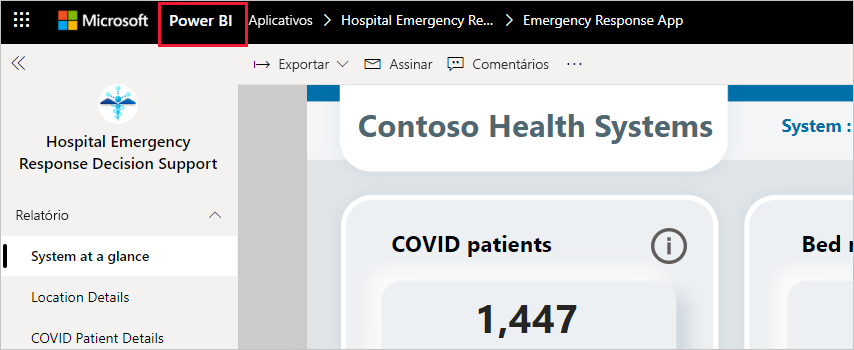 Microsoft Power BI Aplicativos > Hospital Emergency Re... > Emergency Response App
Exportar Assinar Comentários ...
Hospital Emergency
Response Decision Support
Contoso Health Systems
System :
Relatório
System at a glance
Location Details
COVID Patient Details
COVID patients
1,447
Bed